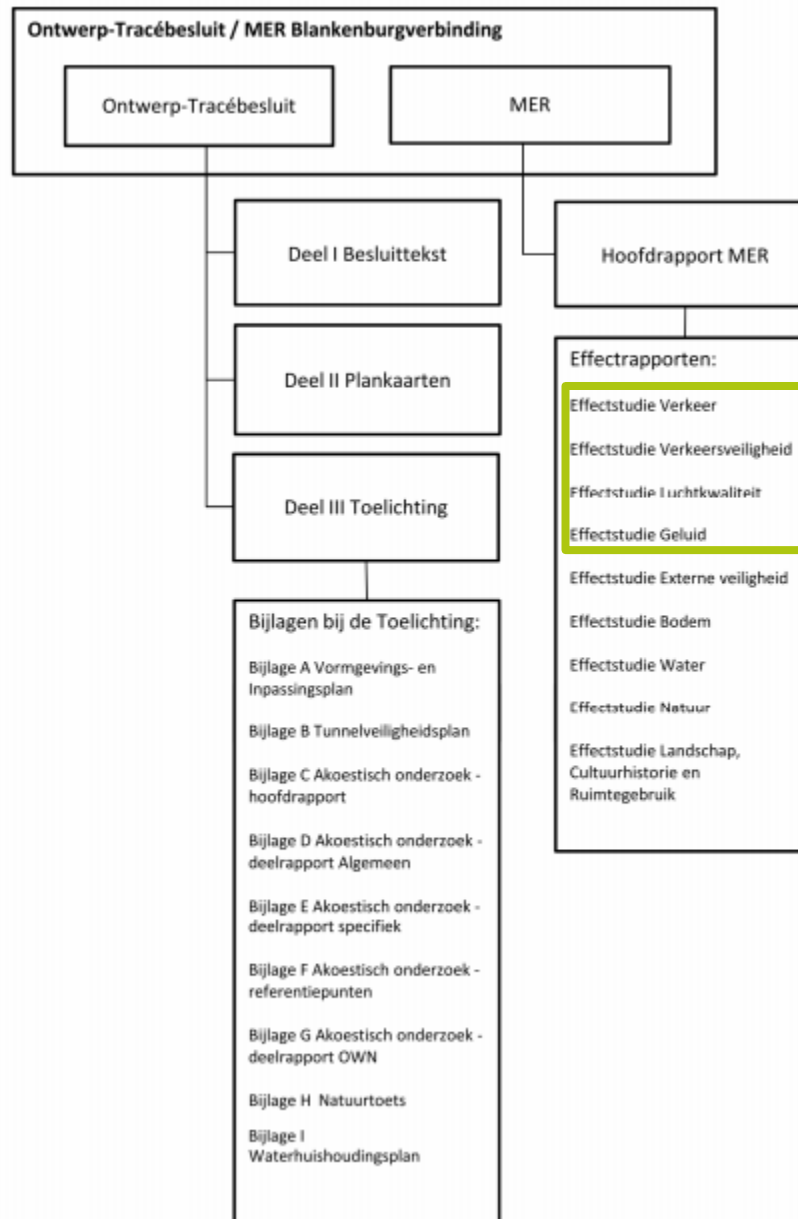 Ontwerp-Tracébesluit / MER Blankenburgverbinding
Ontwerp-Tracébesluit
MER
Deel I Besluittekst
Hoofdrapport MER
Deel II Plankaarten
Deel III Toelichting
Effectrapporten:
Effectstudie Verkeer
Effectstudie Verkeersveiligheid
Effectstudie Luchtkwaliteit
Effectstudie Geluid
Effectstudie Externe veiligheid
Effectstudie Bodem
Effectstudie Water
Effectstudie Natuur
Effectstudie Landschap,
Cultuurhistorie en
Ruimtegebruik
Bijlagen bij de Toelichting:
Bijlage A Vormgevings- en
Inpassingsplan
Bijlage B Tunnelveiligheidsplan
Bijlage C Akoestisch onderzoek -
hoofdrapport
Bijlage D Akoestisch onderzoek -
deelrapport Algemeen
Bijlage E Akoestisch onderzoek -
deelrapport specifiek
Bijlage F Akoestisch onderzoek -
referentiepunten
Bijlage G Akoestisch onderzoek -
deelrapport OWN
Bijlage H Natuurtoets
Bijlage I
Waterhuishoudingsplan